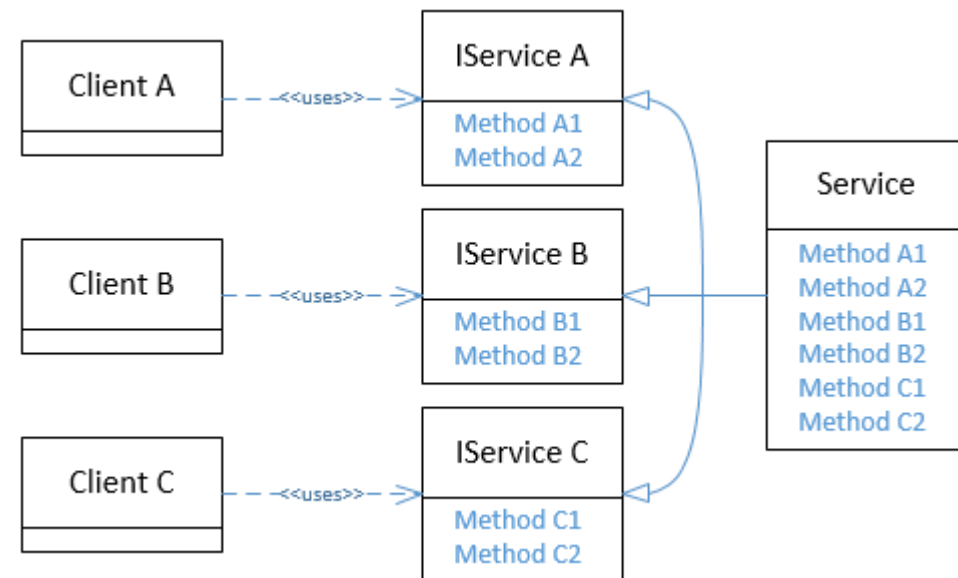 Client A
<<uses>>
IService A
Method A1
Method A2
Client B
<<uses>>
IService B
Method B1
Method B2
Client C
<<uses>>
IService C
Method C1
Method C2
Service
Method A1
Method A2
Method B1
Method B2
Method C1
Method C2